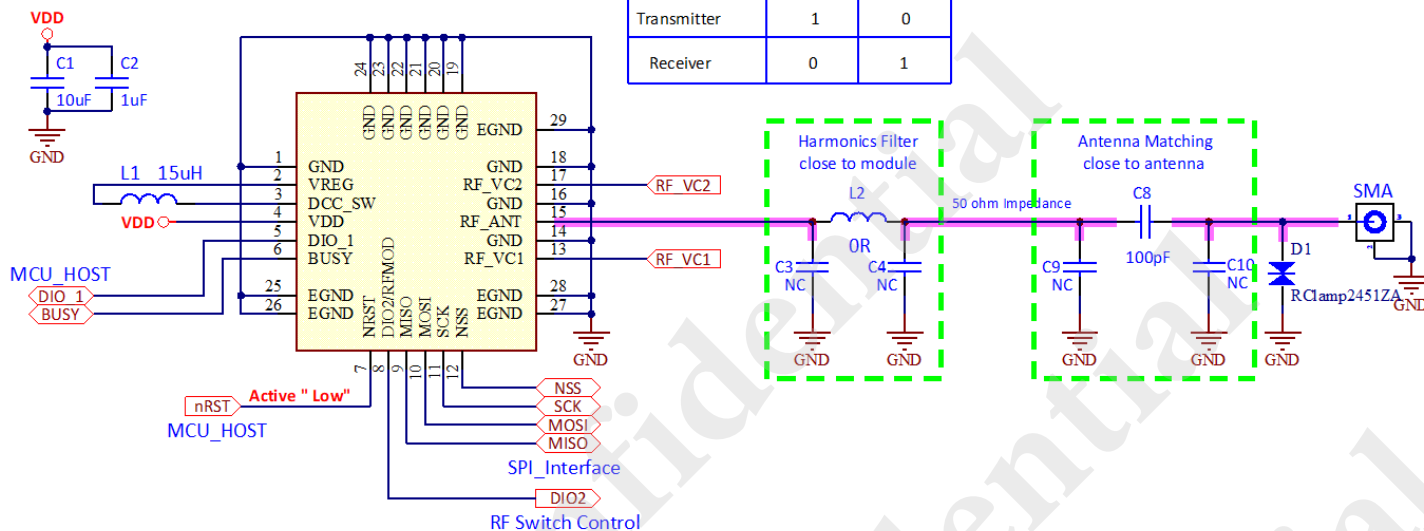 Transmitter 1 0
Receiver 0 1
VDD
C1 10uF
C2 1uF
GND
24 23 22 21 20 19
GND GND GND GND GND GND
EGND 29
1 GND
2 VREG
3 DCC_SW
4 VDD
5 DIO_1
6 BUSY
25 EGND
26 EGND
GND 18
RF_VC2 17
GND 16
RF_ANT 15
GND 14
RF_VC1 13
EGND 28
EGND 27
NRST DIO2/RFMOD MISO MOSI SCK NSS
7 8 9 10 11 12
L1 15uH
VDD
MCU_HOST
DIO_1
BUSY
nRST
Active " Low"
MCU_HOST
NSS
SCK
MOSI
MISO
SPI_Interface
DIO2
RF Switch Control
RF_VC2
RF_VC1
GND
Harmonics Filter
close to module
L2
0R
C3
NC
C4
NC
GND
GND
50 ohm Impedance
Antenna Matching
close to antenna
C8
100pF
C9
NC
C10
NC
GND
GND
D1
RClamp2451ZA
GND
SMA
1
2
3
GND
Confidential